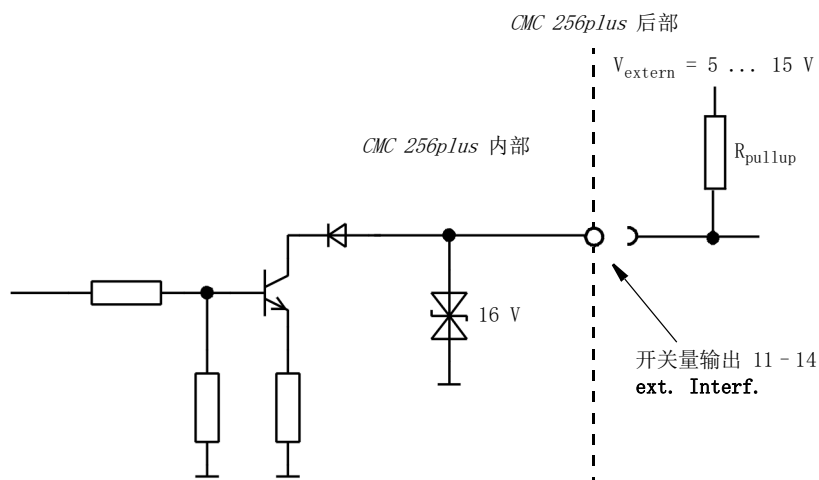 CMC 256plus 后部
Vextern = 5 ... 15 V
CMC 256plus 内部
Rpullup
16 V
开关量输出 11-14
ext. Interf.